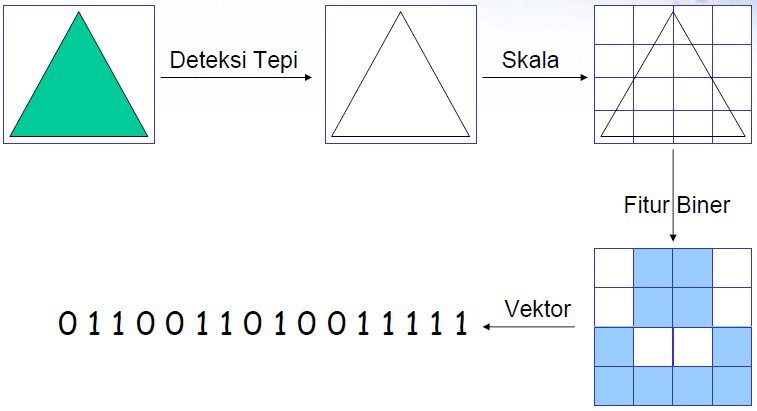 Deteksi Tepi
Skala
Fitur Biner
Vektor
0 1 1 0 0 1 1 0 1 0 0 1 1 1 1 1